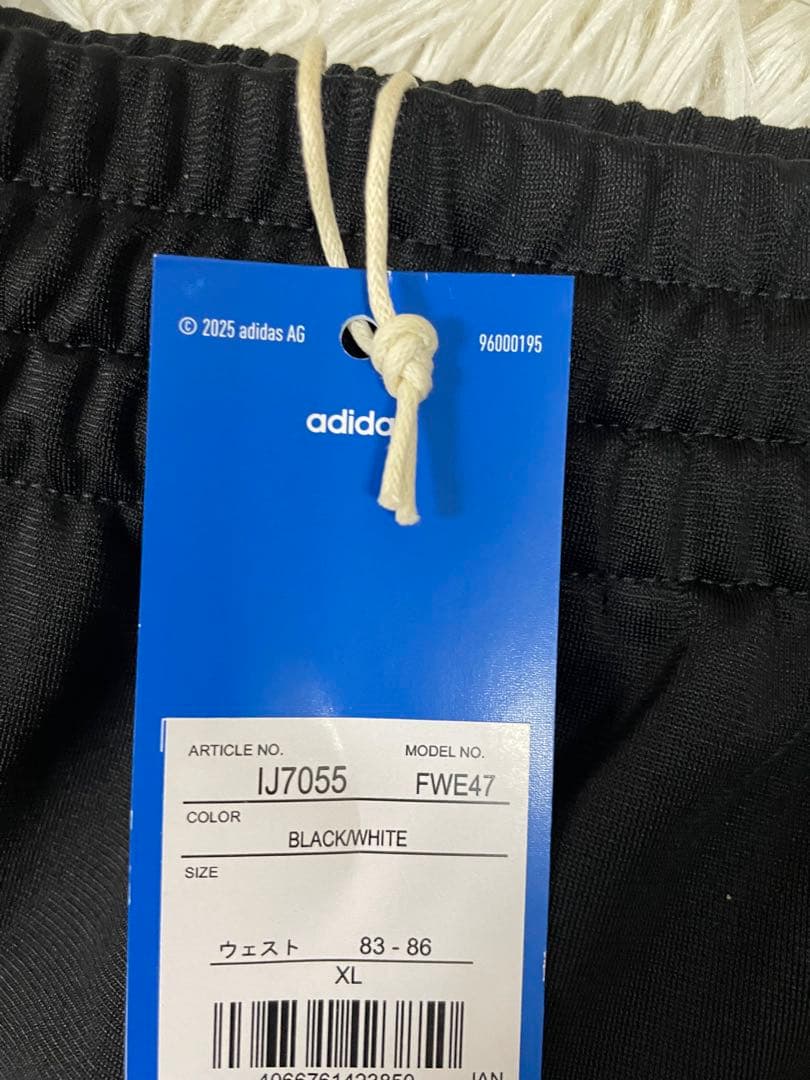 © 2025 adidas AG
96000195
adida
ARTICLE NO. MODEL NO.
IJ7055 FWE47
COLOR
BLACK/WHITE
SIZE
ウェスト 83 - 86
XL